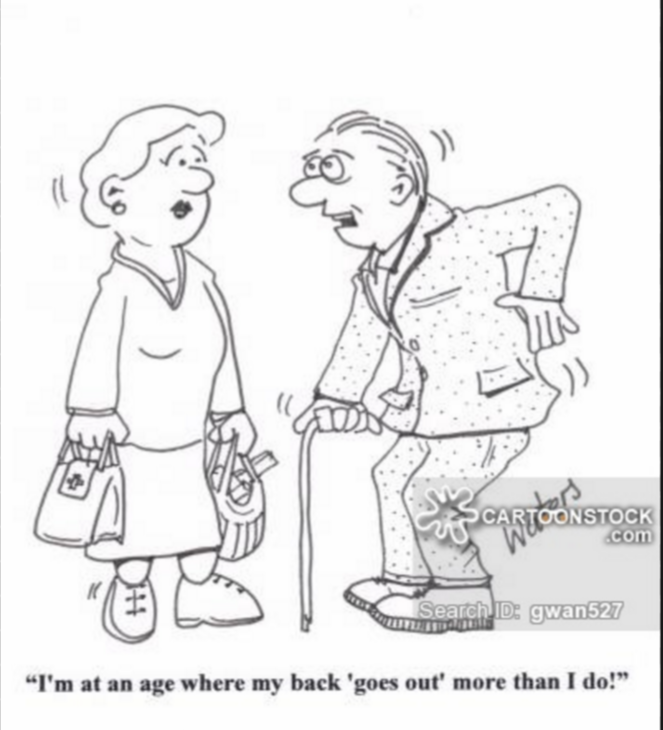 Waters
CARTOONSTOCK
.com
Search ID: gwan527
“I'm at an age where my back 'goes out' more than I do!”